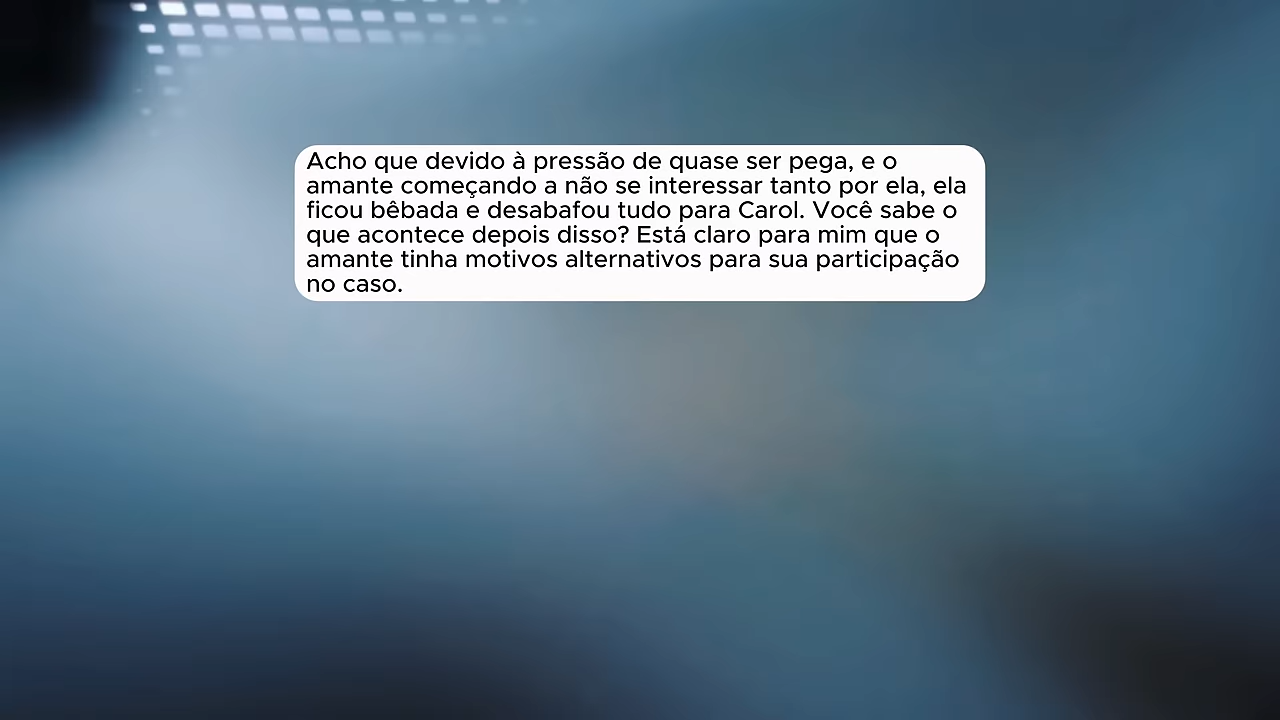 Acho que devido à pressão de quase ser pega, e o
amante começando a não se interessar tanto por ela, ela
ficou bêbada e desabafou tudo para Carol. Você sabe o
que acontece depois disso? Está claro para mim que o
amante tinha motivos alternativos para sua participação
no caso.